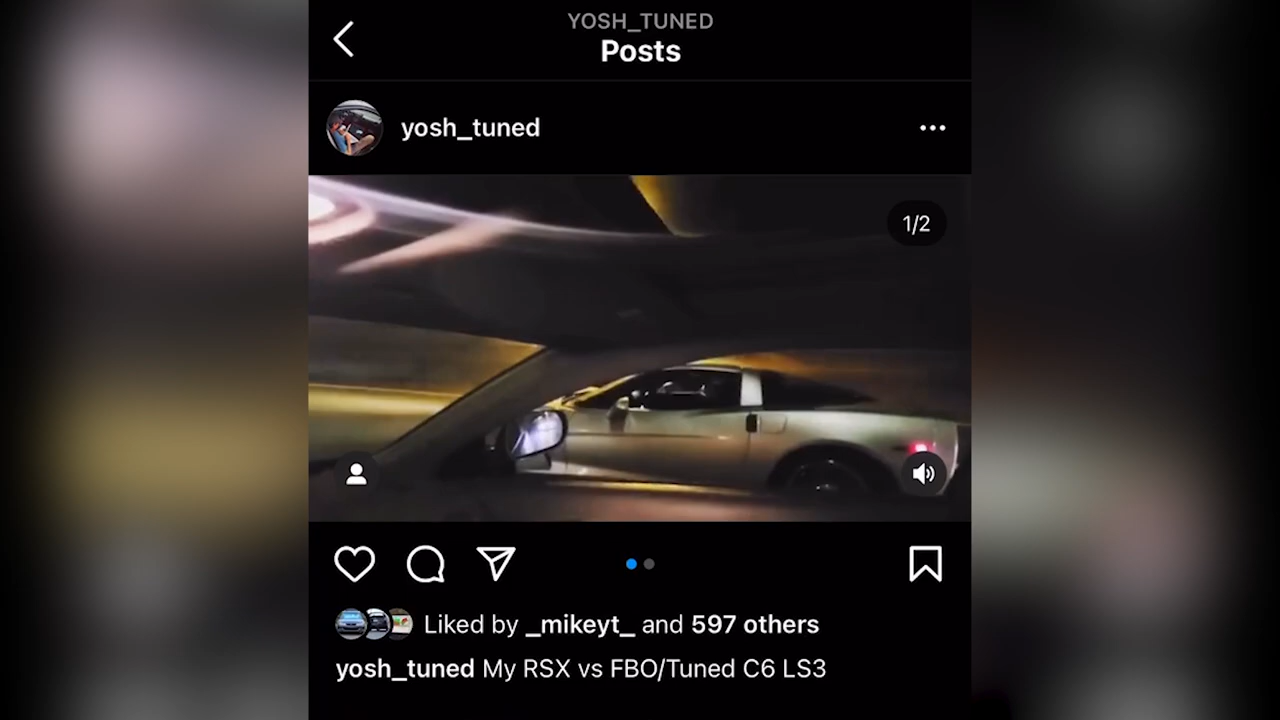 YOSH_TUNED
Posts
yosh_tuned
1/2
Liked by _mikeyt_ and 597 others
yosh_tuned My RSX vs FBO/Tuned C6 LS3